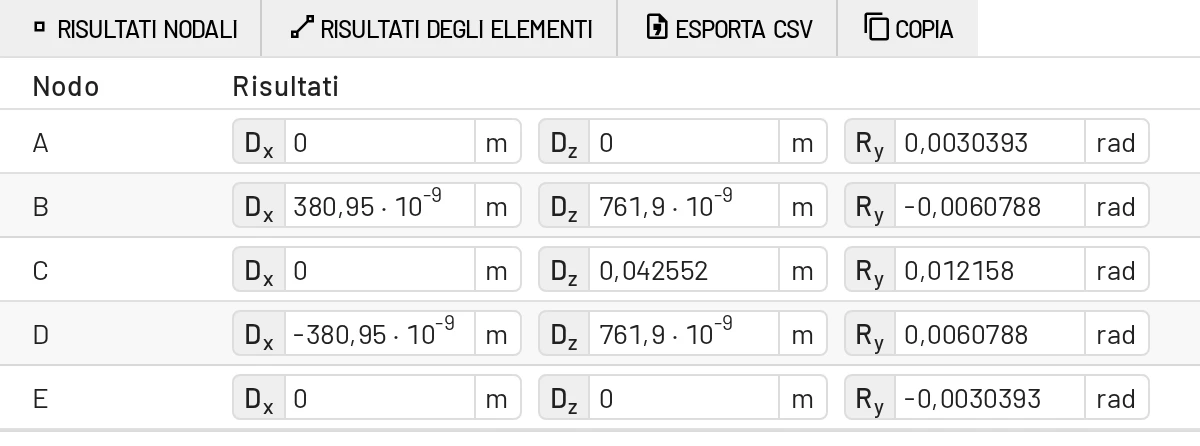 RISULTATI NODALI RISULTATI DEGLI ELEMENTI ESPORTA CSV COPIA
Nodo Risultati
A Dx 0 m Dz 0 m Ry 0,0030393 rad
B Dx 380,95 · 10^-9 m Dz 761,9 · 10^-9 m Ry -0,0060788 rad
C Dx 0 m Dz 0,042552 m Ry 0,012158 rad
D Dx -380,95 · 10^-9 m Dz 761,9 · 10^-9 m Ry 0,0060788 rad
E Dx 0 m Dz 0 m Ry -0,0030393 rad